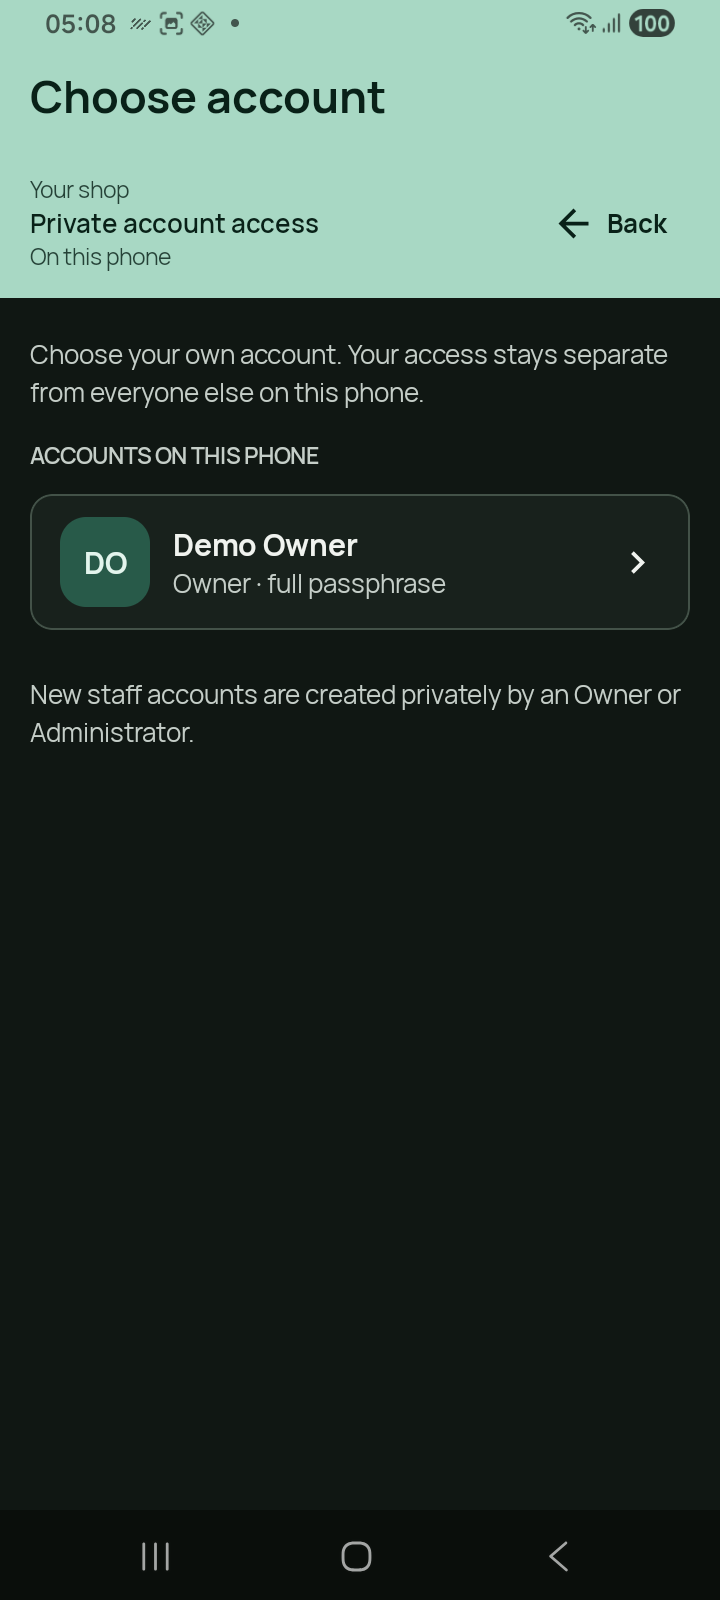 05:08
100
Choose account
Your shop
Private account access
On this phone
Back
Choose your own account. Your access stays separate
from everyone else on this phone.
ACCOUNTS ON THIS PHONE
DO
Demo Owner
Owner · full passphrase
New staff accounts are created privately by an Owner or
Administrator.